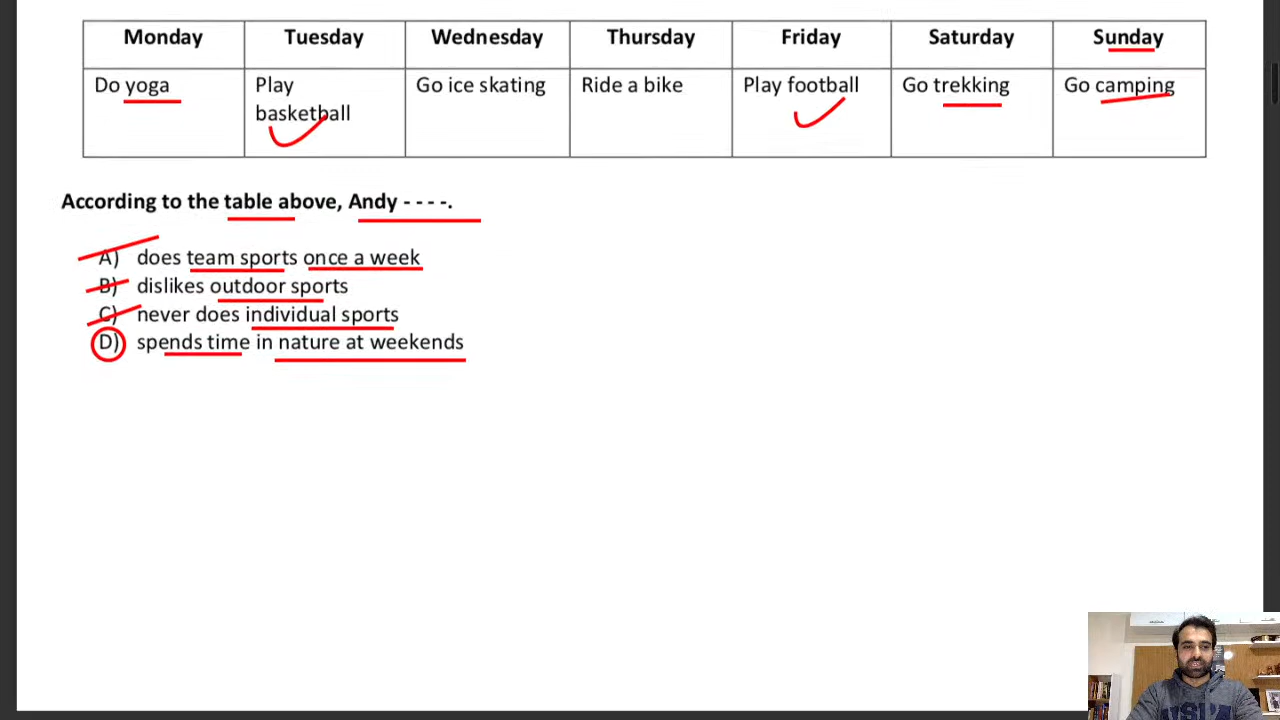 Monday Tuesday Wednesday Thursday Friday Saturday Sunday
Do yoga Play Go ice skating Ride a bike Play football Go trekking Go camping
basketball
According to the table above, Andy - - - -.
A) does team sports once a week
B) dislikes outdoor sports
C) never does individual sports
D) spends time in nature at weekends